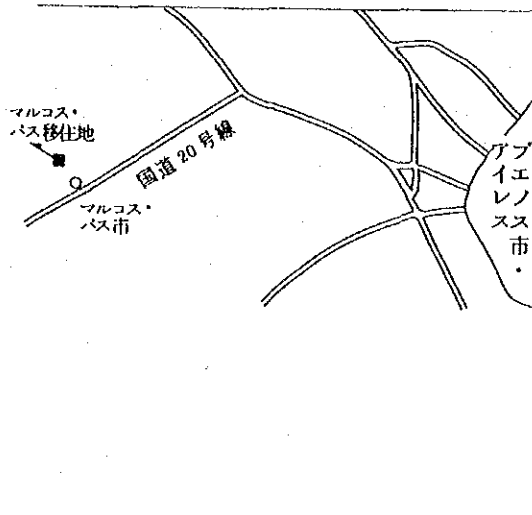 マルコス・
パス移住地
国道20号線
マルコス・
パス市
ブエノス市・
アイレス